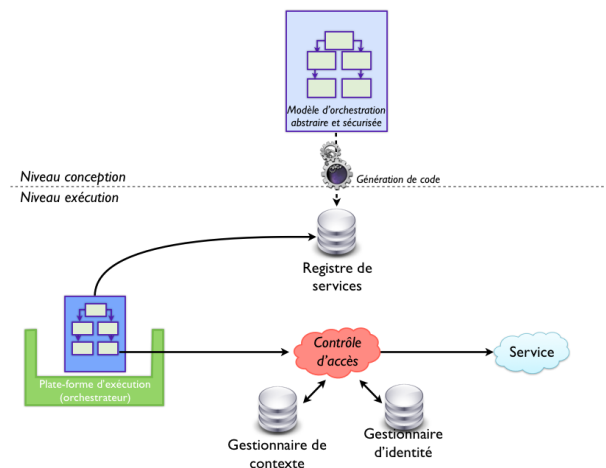 Modèle d'orchestration
abstraire et sécurisée
Niveau conception
Génération de code
Niveau exécution
Registre de
services
Contrôle
d'accès
Service
Plate-forme d'exécution
(orchestrateur)
Gestionnaire de
contexte
Gestionnaire
d'identité